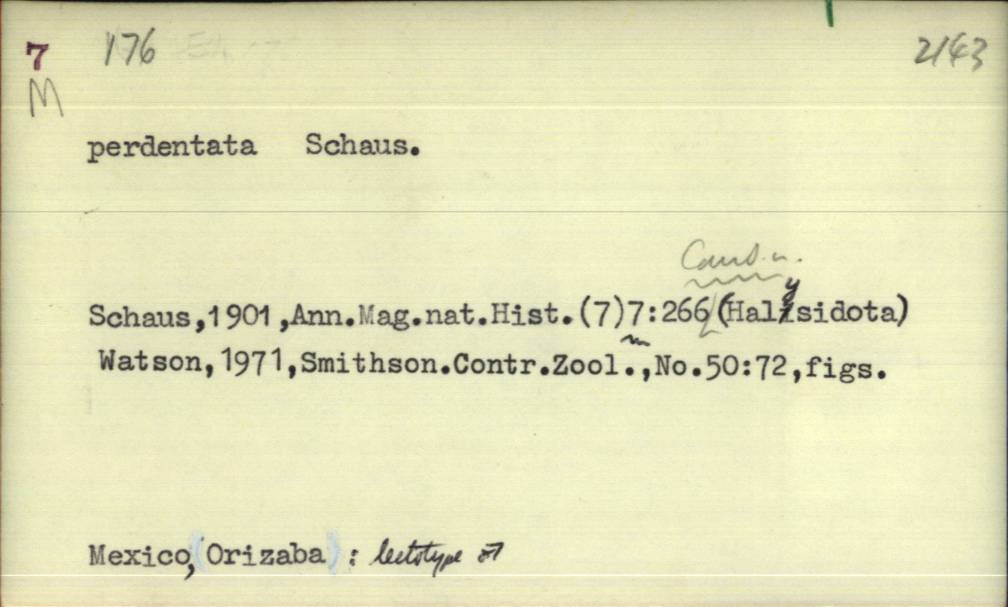 7 176 2143
M
perdentata Schaus.
Schaus,1901,Ann.Mag.nat.Hist.(7)7:266(Halysidota)
Watson,1971,Smithson.Contr.Zool.,No.50:72,figs.
Mexico,(Orizaba): lectotype ♂